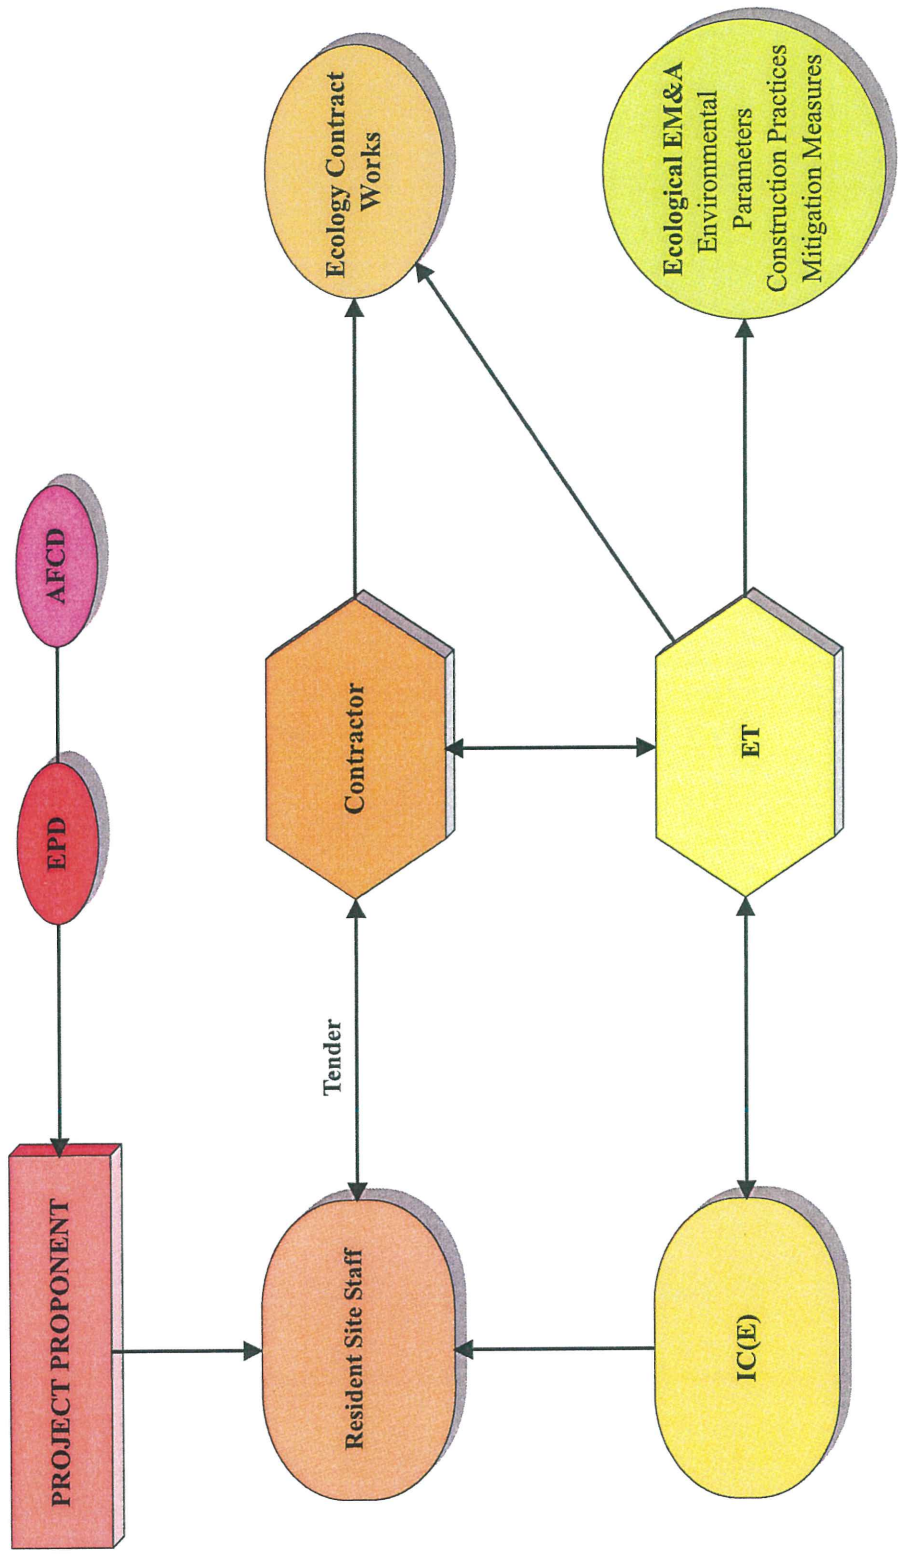 PROJECT PROPONENT
EPD
AFCD
Resident Site Staff
Tender
Contractor
Ecology Contract
Works
IC(E)
ET
Ecological EM&A
Environmental
Parameters
Construction Practices
Mitigation Measures